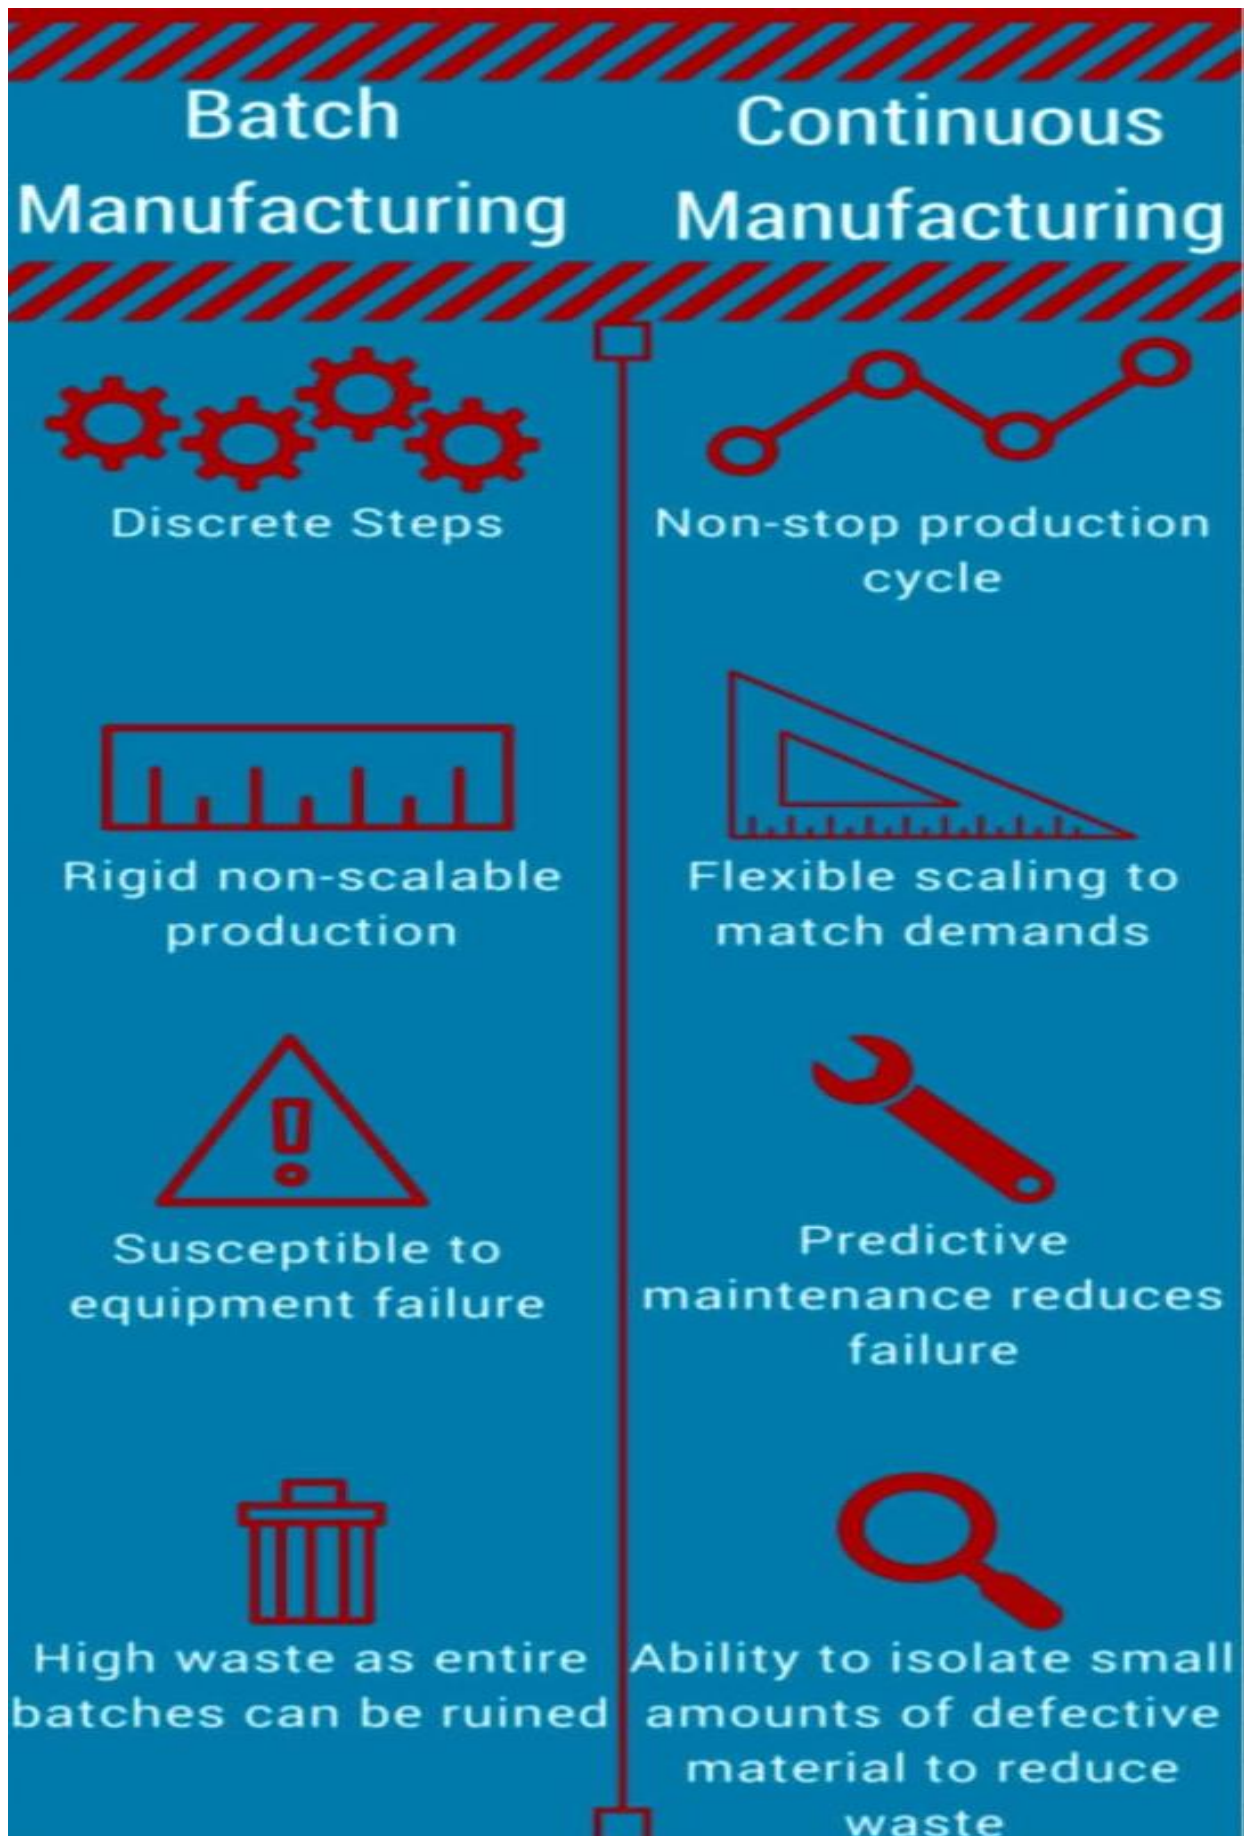 Batch
Manufacturing
Continuous
Manufacturing
Discrete Steps
Non-stop production
cycle
Rigid non-scalable
production
Flexible scaling to
match demands
Susceptible to
equipment failure
Predictive
maintenance reduces
failure
High waste as entire
batches can be ruined
Ability to isolate small
amounts of defective
material to reduce
waste